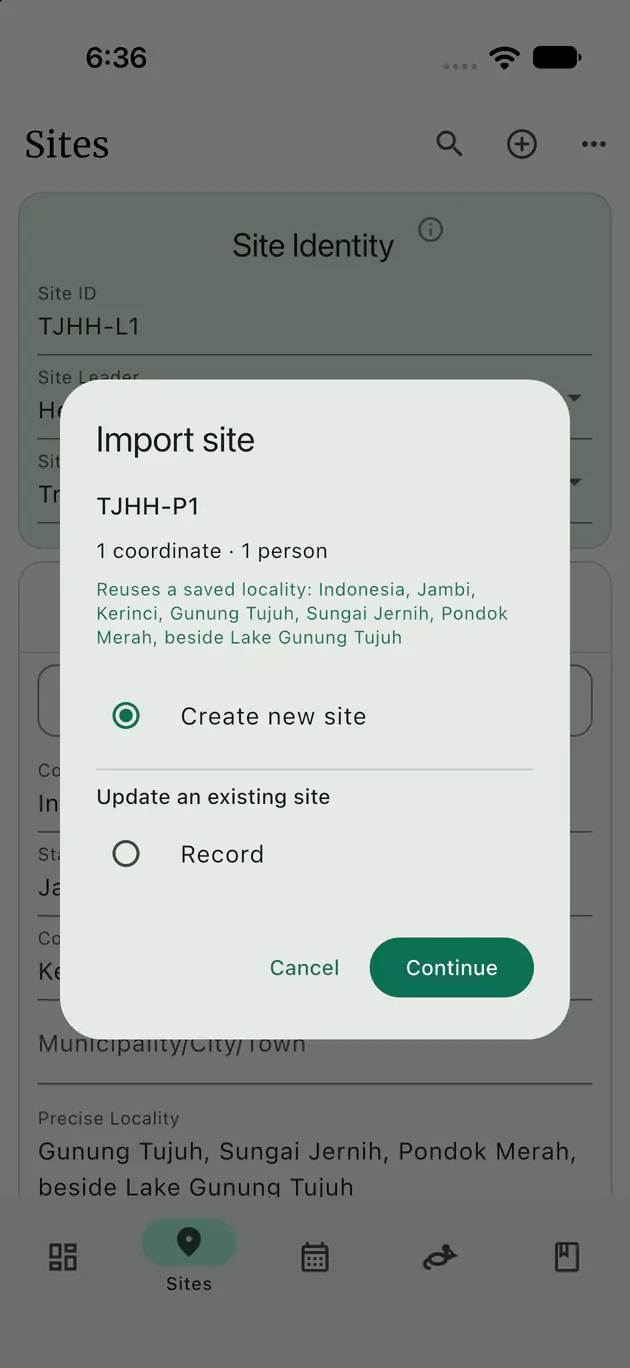 6:36
Sites
Site Identity
Site ID
TJHH-L1
Site Leader
Import site
TJHH-P1
1 coordinate · 1 person
Reuses a saved locality: Indonesia, Jambi,
Kerinci, Gunung Tujuh, Sungai Jernih, Pondok
Merah, beside Lake Gunung Tujuh
Create new site
Update an existing site
Record
Cancel
Continue
Municipality/City/Town
Precise Locality
Gunung Tujuh, Sungai Jernih, Pondok Merah,
beside Lake Gunung Tujuh
Sites